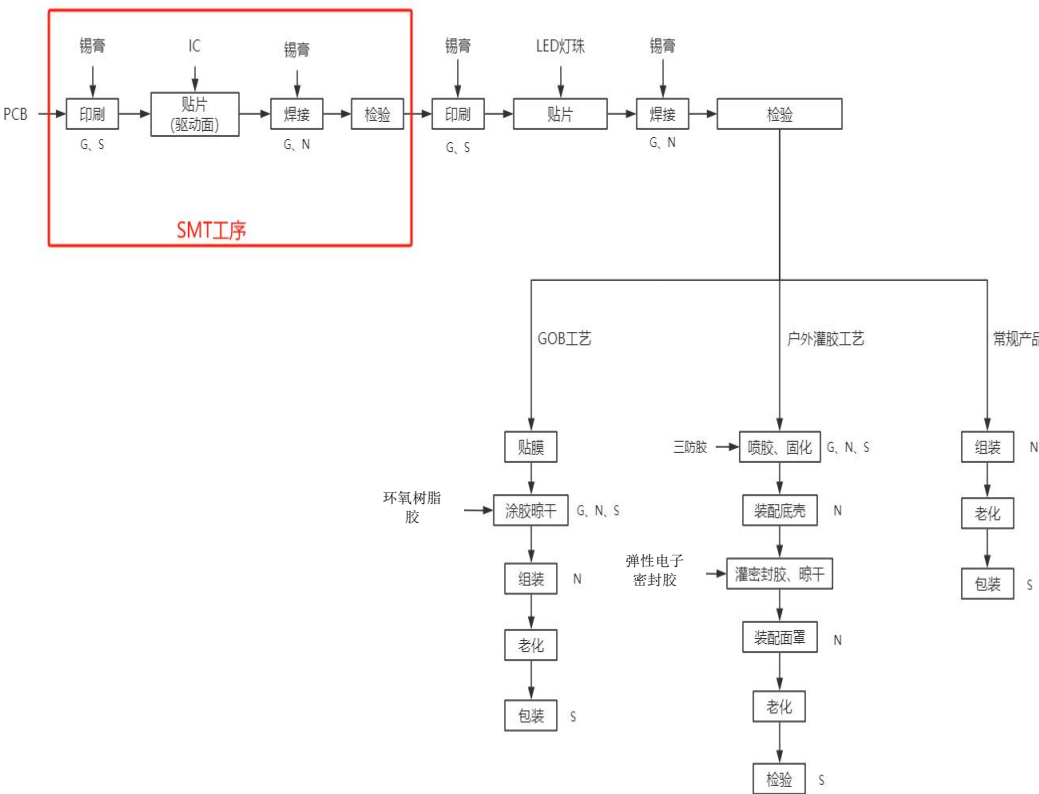 锡膏
IC
锡膏
锡膏
LED灯珠
锡膏
PCB
印刷
贴片
(驱动面)
焊接
检验
印刷
贴片
焊接
检验
G、S
G、N
G、S
G、N
SMT工序
GOB工艺
户外灌胶工艺
常规产品
贴膜
三防胶
喷胶、固化
G、N、S
组装
N
环氧树脂
胶
涂胶晾干
G、N、S
装配底壳
N
老化
弹性电子
密封胶
组装
N
灌密封胶、晾干
包装
S
老化
装配面罩
N
包装
S
老化
检验
S